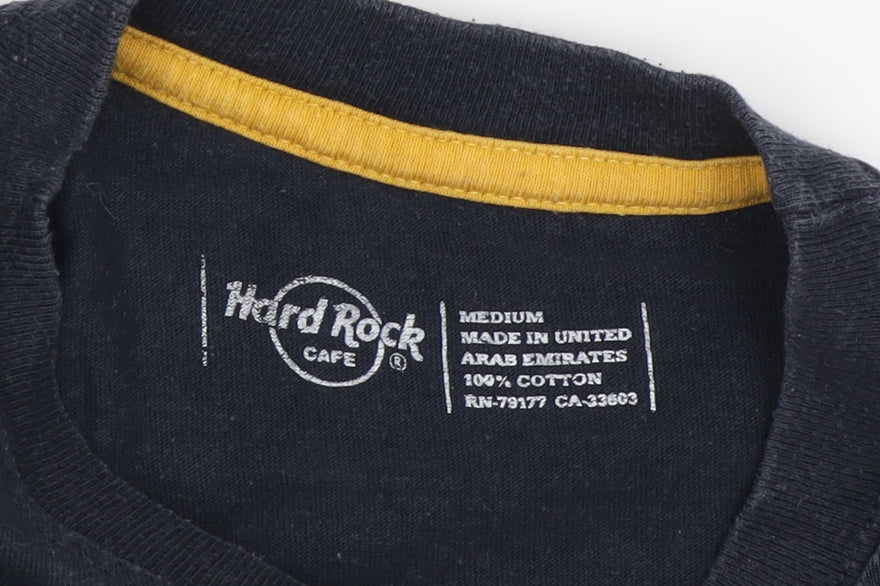 Hard Rock
CAFE
®
MEDIUM
MADE IN UNITED
ARAB EMIRATES
100% COTTON
RN-79177 CA-33603